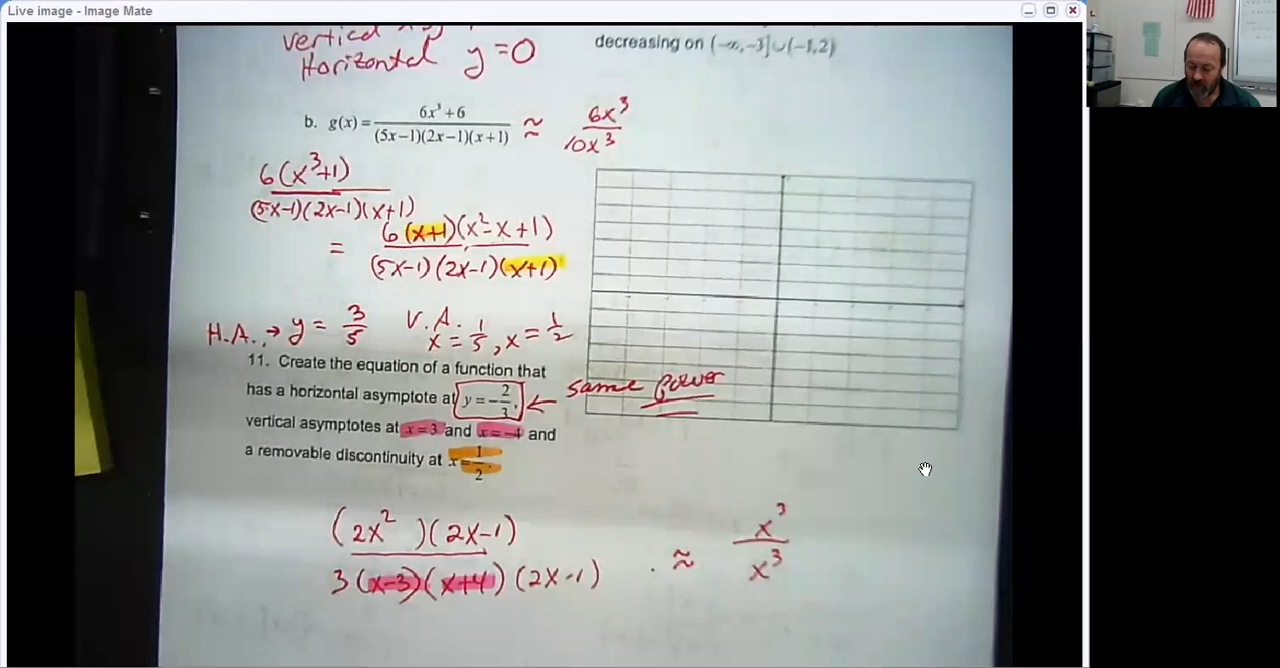 Live image - Image Mate
vertical
Horizontal y = 0
decreasing on (-∞, -3] ∪ (-1, 2)
b. g(x) = (6x³+6)/((5x-1)(2x-1)(x+1)) ≈ 6x³/10x³
6(x³+1)/(5x-1)(2x-1)(x+1)
= 6(x+1)(x²-x+1)/(5x-1)(2x-1)(x+1)
H.A. → y = 3/5 V.A. x = 1/5, x = 1/2
11. Create the equation of a function that
has a horizontal asymptote at y = -2/3, ← same power
vertical asymptotes at x = 3 and x = -4 and
a removable discontinuity at x = 1/2.
(2x² )(2x-1)/3(x-3)(x+4)(2x-1) . ≈ x³/x³